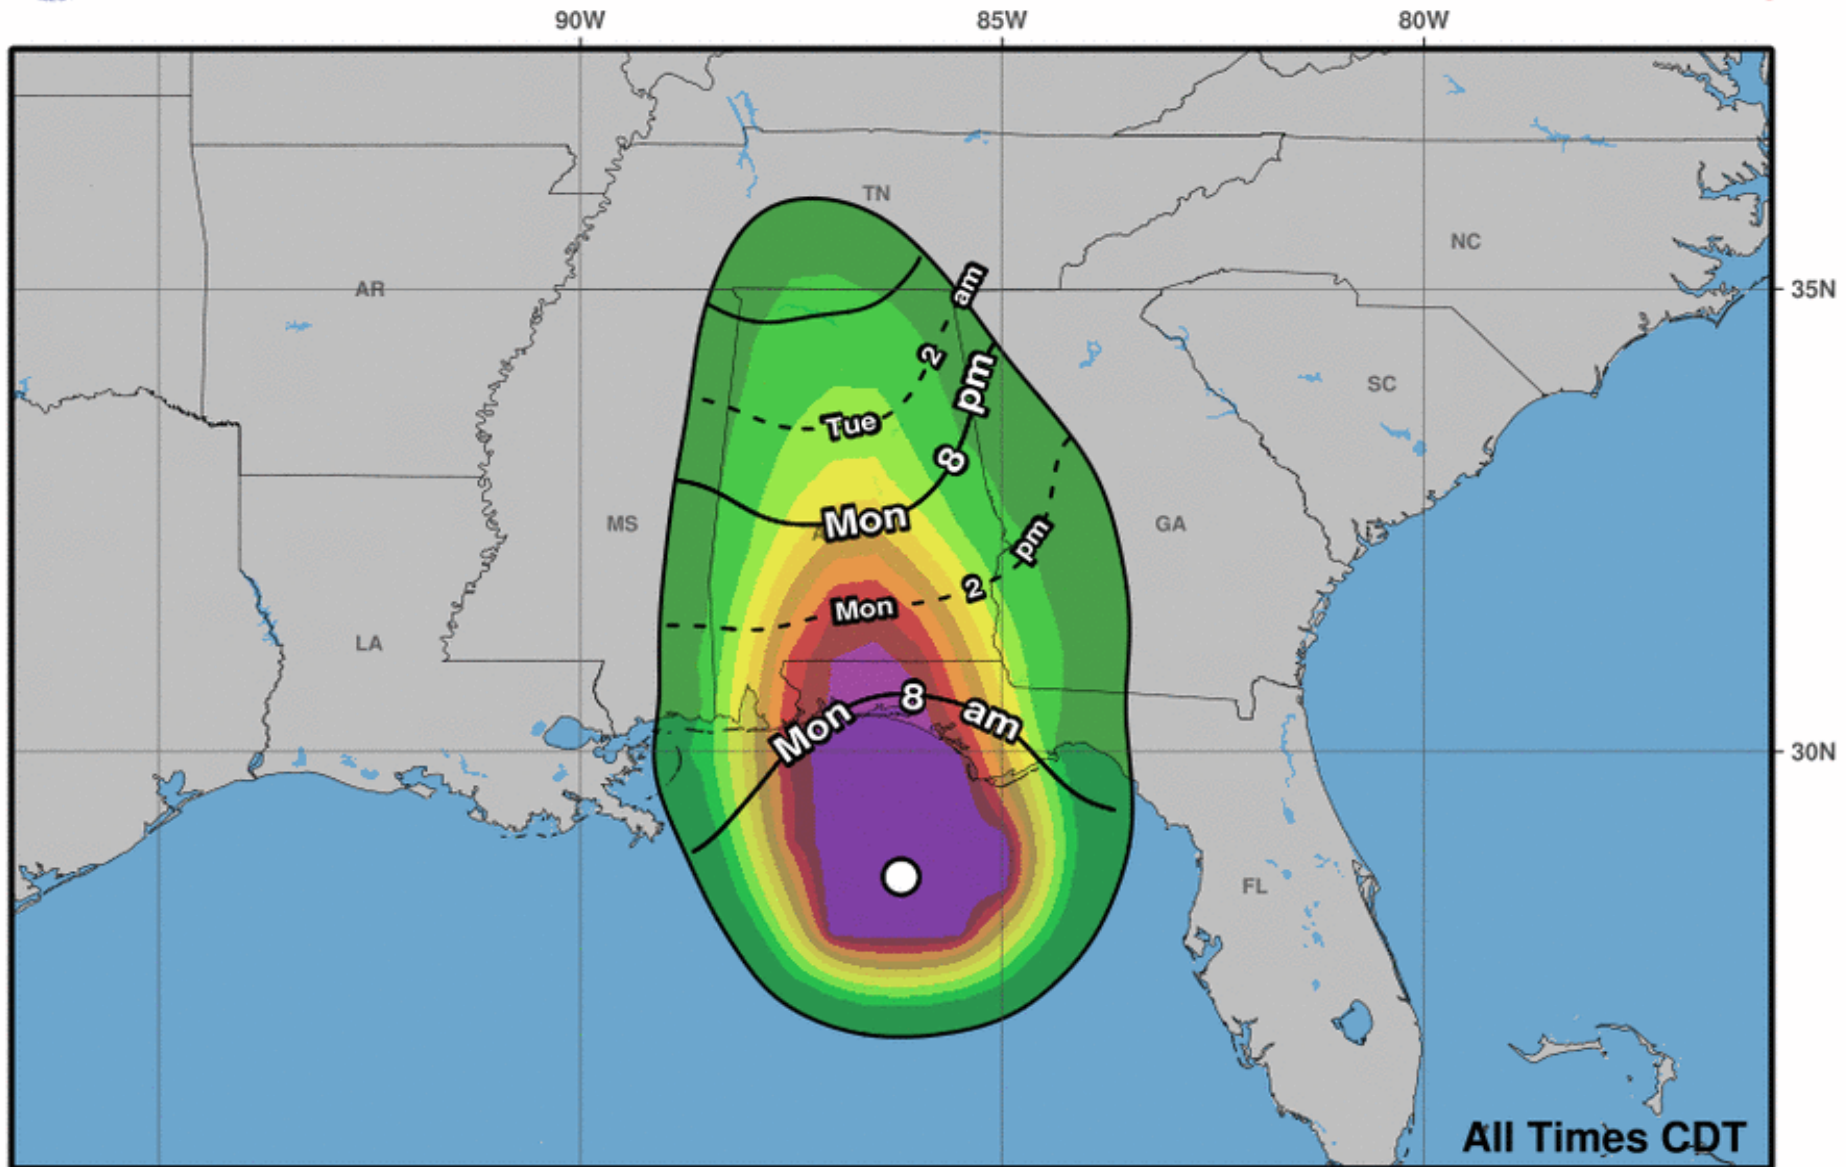 90W 85W 80W
TN
NC
AR
35N
am
2
pm
SC
Tue
8
Mon
MS
GA
pm
2
Mon
LA
Mon 8 am
30N
FL
All Times CDT